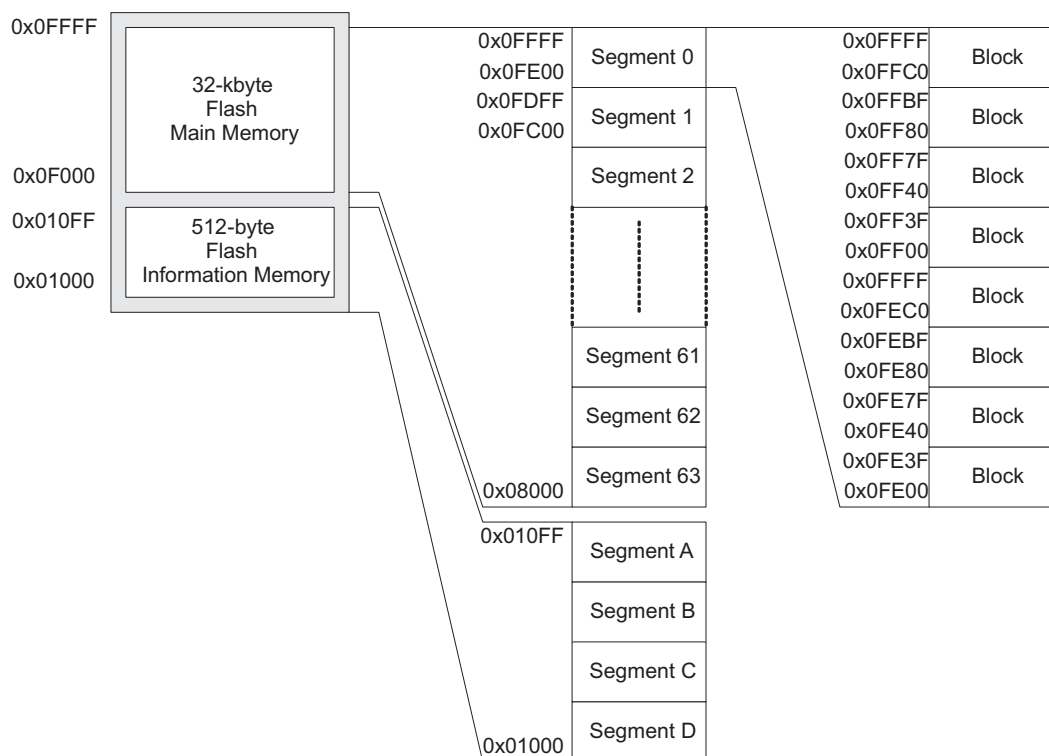 0x0FFFF
32-kbyte
Flash
Main Memory
0x0F000
0x010FF
512-byte
Flash
Information Memory
0x01000
0x0FFFF
Segment 0
0x0FE00
0x0FDFF
Segment 1
0x0FC00
Segment 2
Segment 61
Segment 62
Segment 63
0x08000
0x010FF
Segment A
Segment B
Segment C
Segment D
0x01000
0x0FFFF
Block
0x0FFC0
0x0FFBF
Block
0x0FF80
0x0FF7F
Block
0x0FF40
0x0FF3F
Block
0x0FF00
0x0FFFF
Block
0x0FEC0
0x0FEBF
Block
0x0FE80
0x0FE7F
Block
0x0FE40
0x0FE3F
Block
0x0FE00